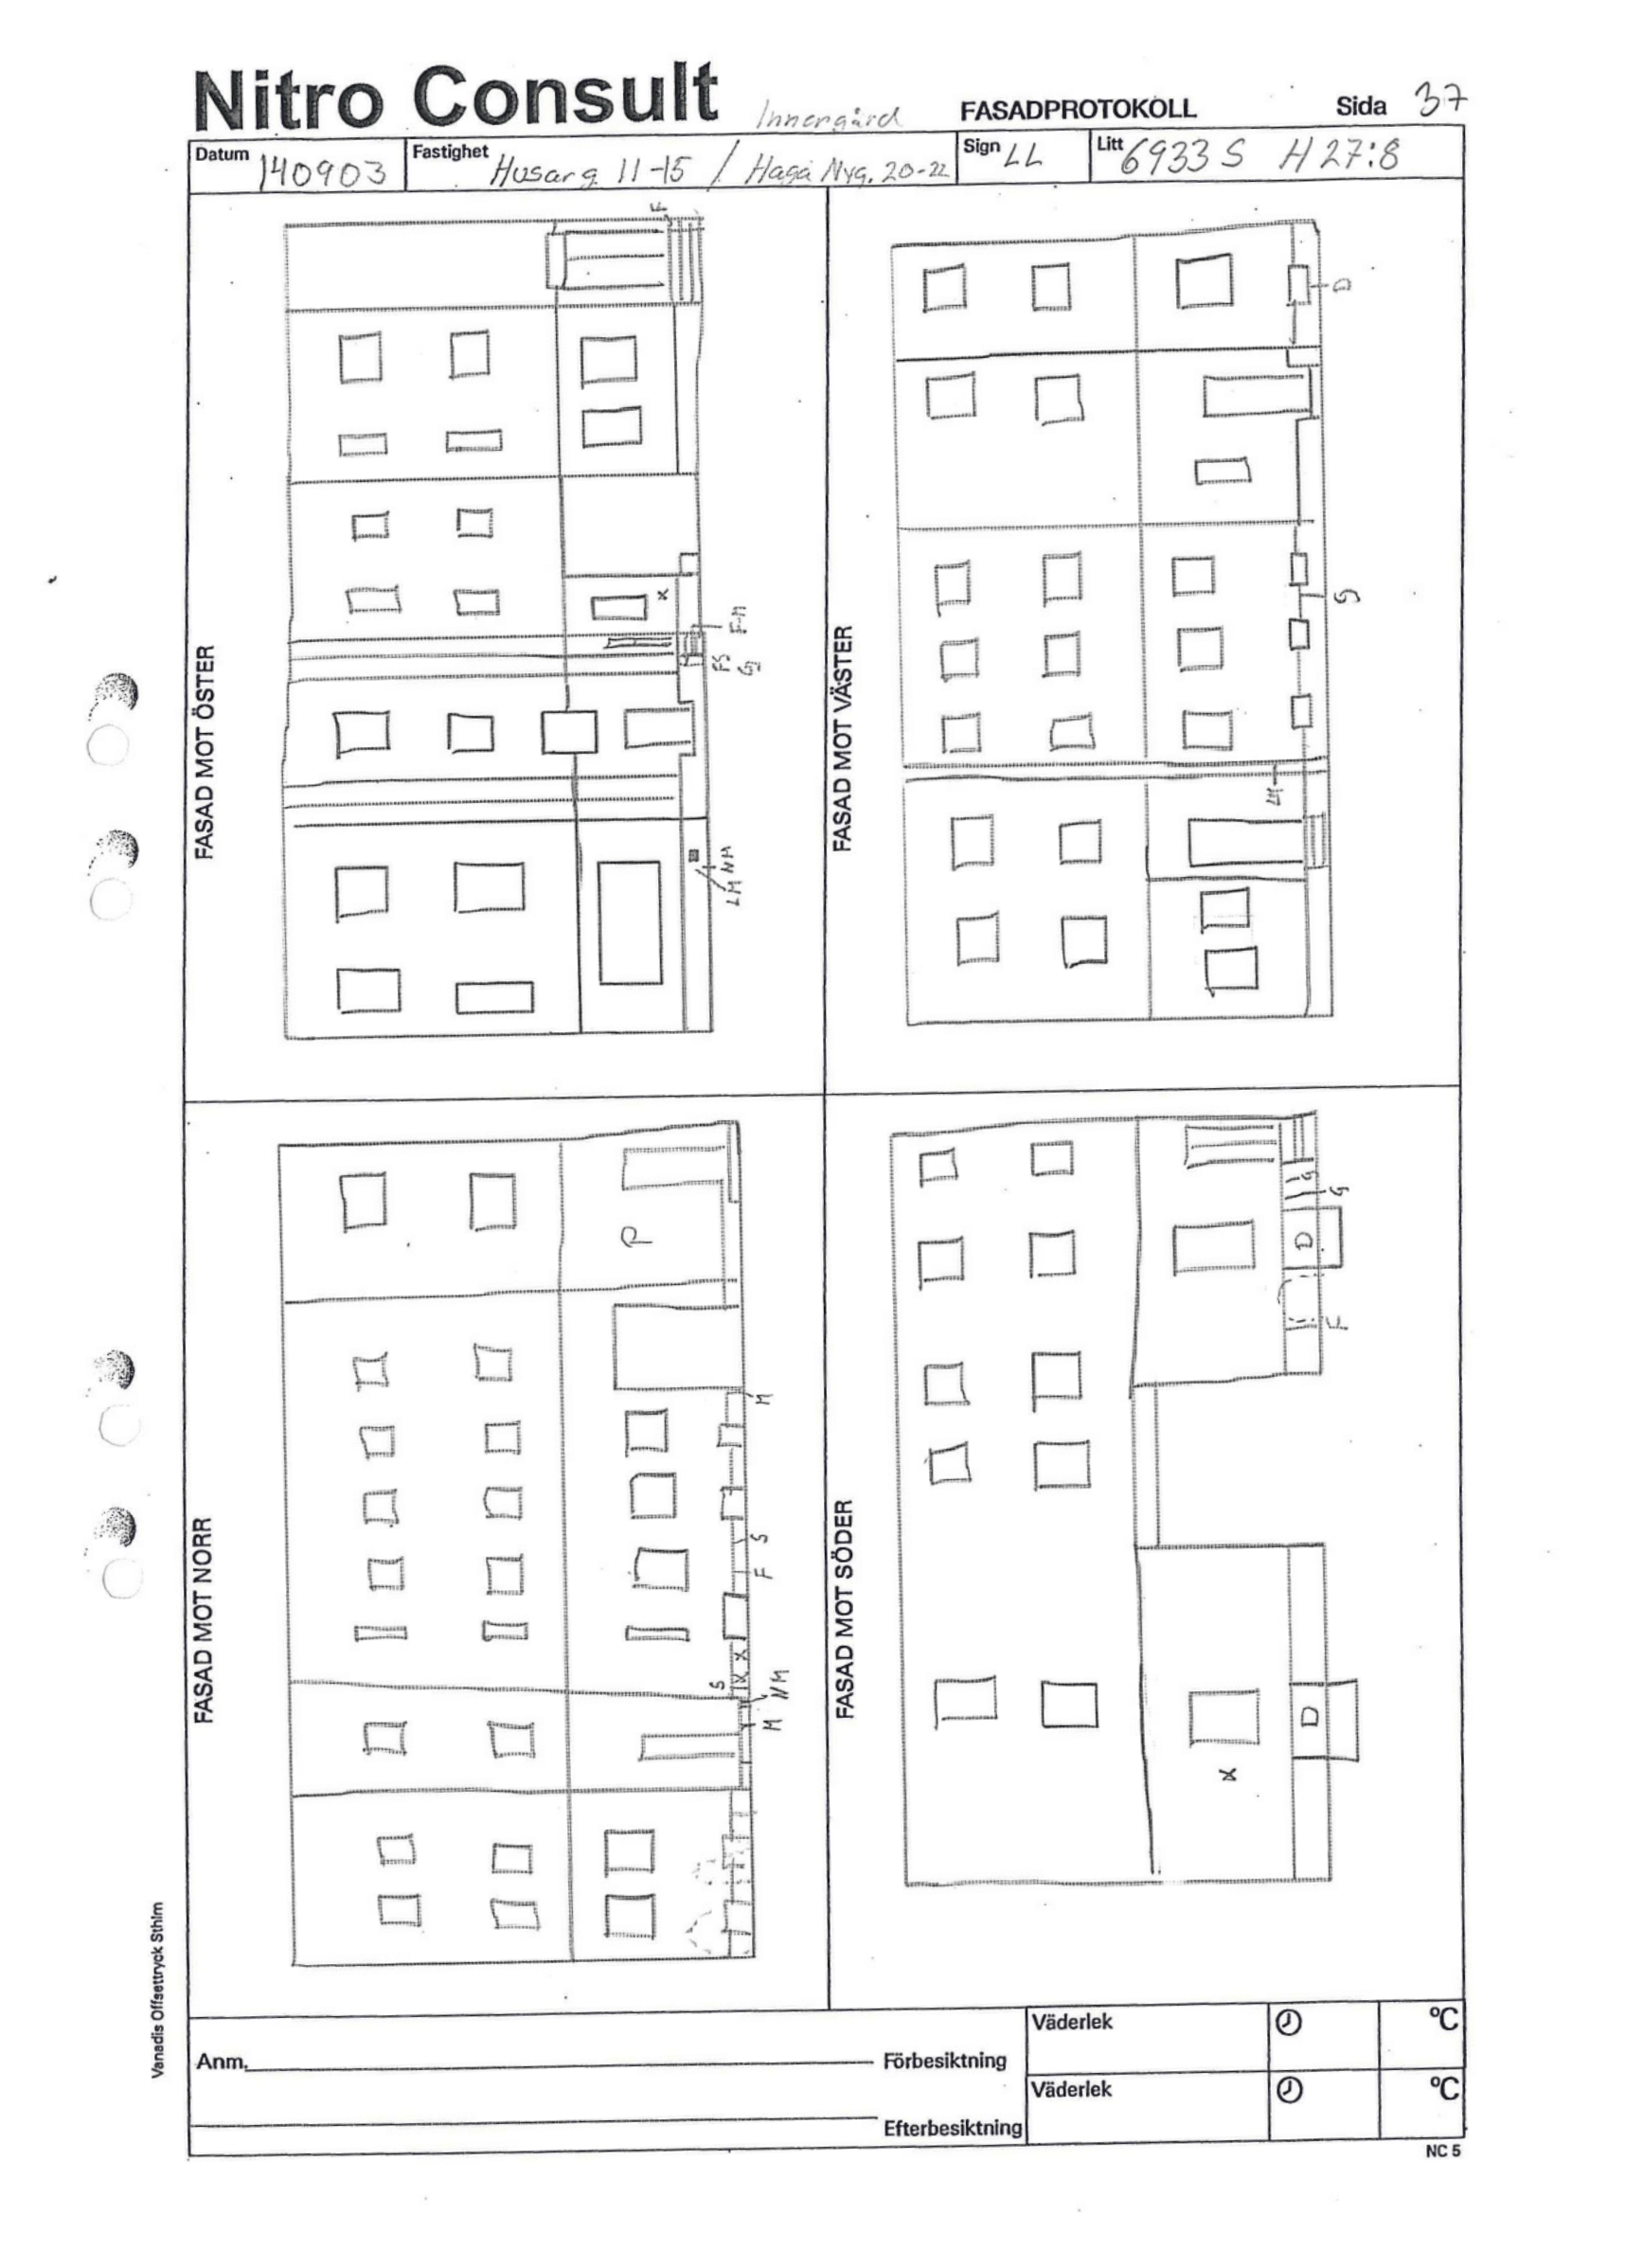 Nitro Consult Innergård FASADPROTOKOLL Sida 37
Datum 140903 Fastighet Husarg 11-15 / Haga Nyg. 20-22 Sign LL Litt 6933 S H 27:8
FASAD MOT ÖSTER
F
x
F-M
FS
G
NM
LM
FASAD MOT VÄSTER
D
G
LM
FASAD MOT NORR
P
M
S
F
x x
S
NM
M
FASAD MOT SÖDER
G
D
F
D
x
Vanadis Offsettryck Sthlm
Anm. Förbesiktning Väderlek °C
Efterbesiktning Väderlek °C
NC 5